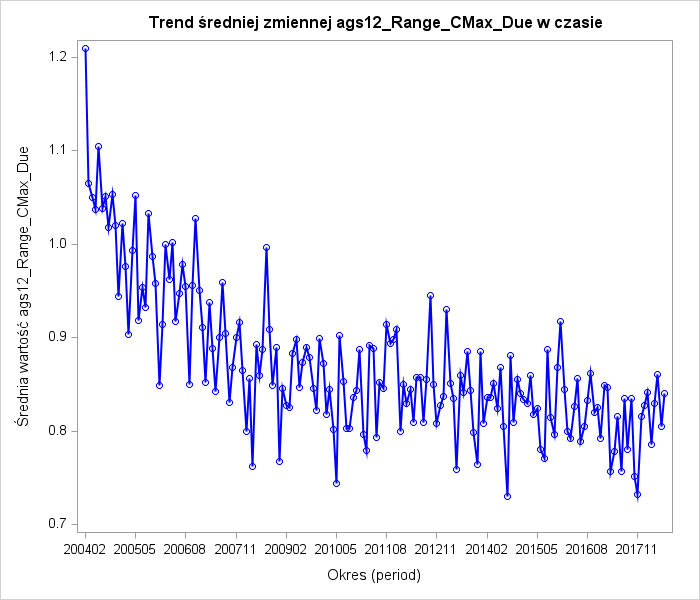 Trend średniej zmiennej ags12_Range_CMax_Due w czasie
Średnia wartość ags12_Range_CMax_Due
1.2
1.1
1.0
0.9
0.8
0.7
200402 200505 200608 200711 200902 201005 201108 201211 201402 201505 201608 201711
Okres (period)